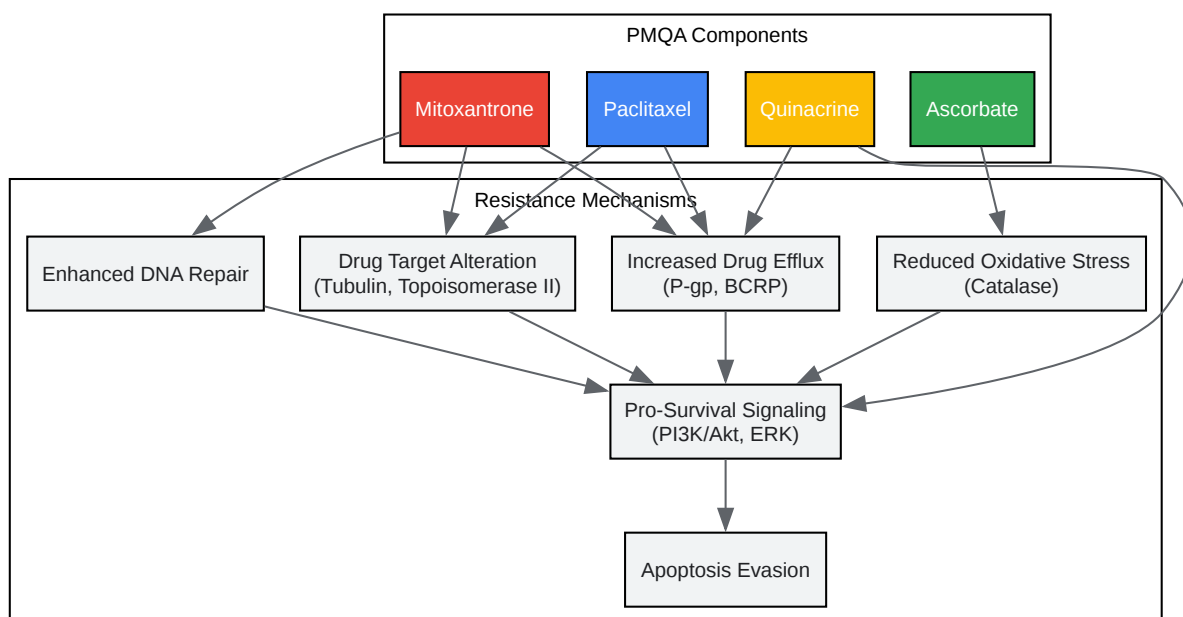 PMQA Components
Mitoxantrone
Paclitaxel
Quinacrine
Ascorbate
Resistance Mechanisms
Enhanced DNA Repair
Drug Target Alteration
(Tubulin, Topoisomerase II)
Increased Drug Efflux
(P-gp, BCRP)
Reduced Oxidative Stress
(Catalase)
Pro-Survival Signaling
(PI3K/Akt, ERK)
Apoptosis Evasion